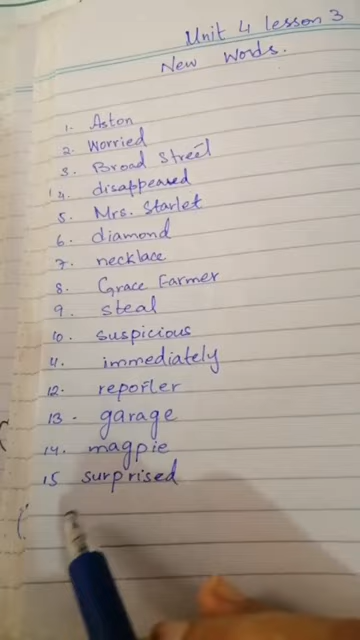 Unit 4 lesson 3
New Words.
1. Aston
2. worried
3. Broad Street
4. disappeared
5. Mrs. Starlet
6. diamond
7. necklace
8. Grace Farmer
9. steal
10. suspicious
11. immediately
12. reporter
13. garage
14. magpie
15 surprised